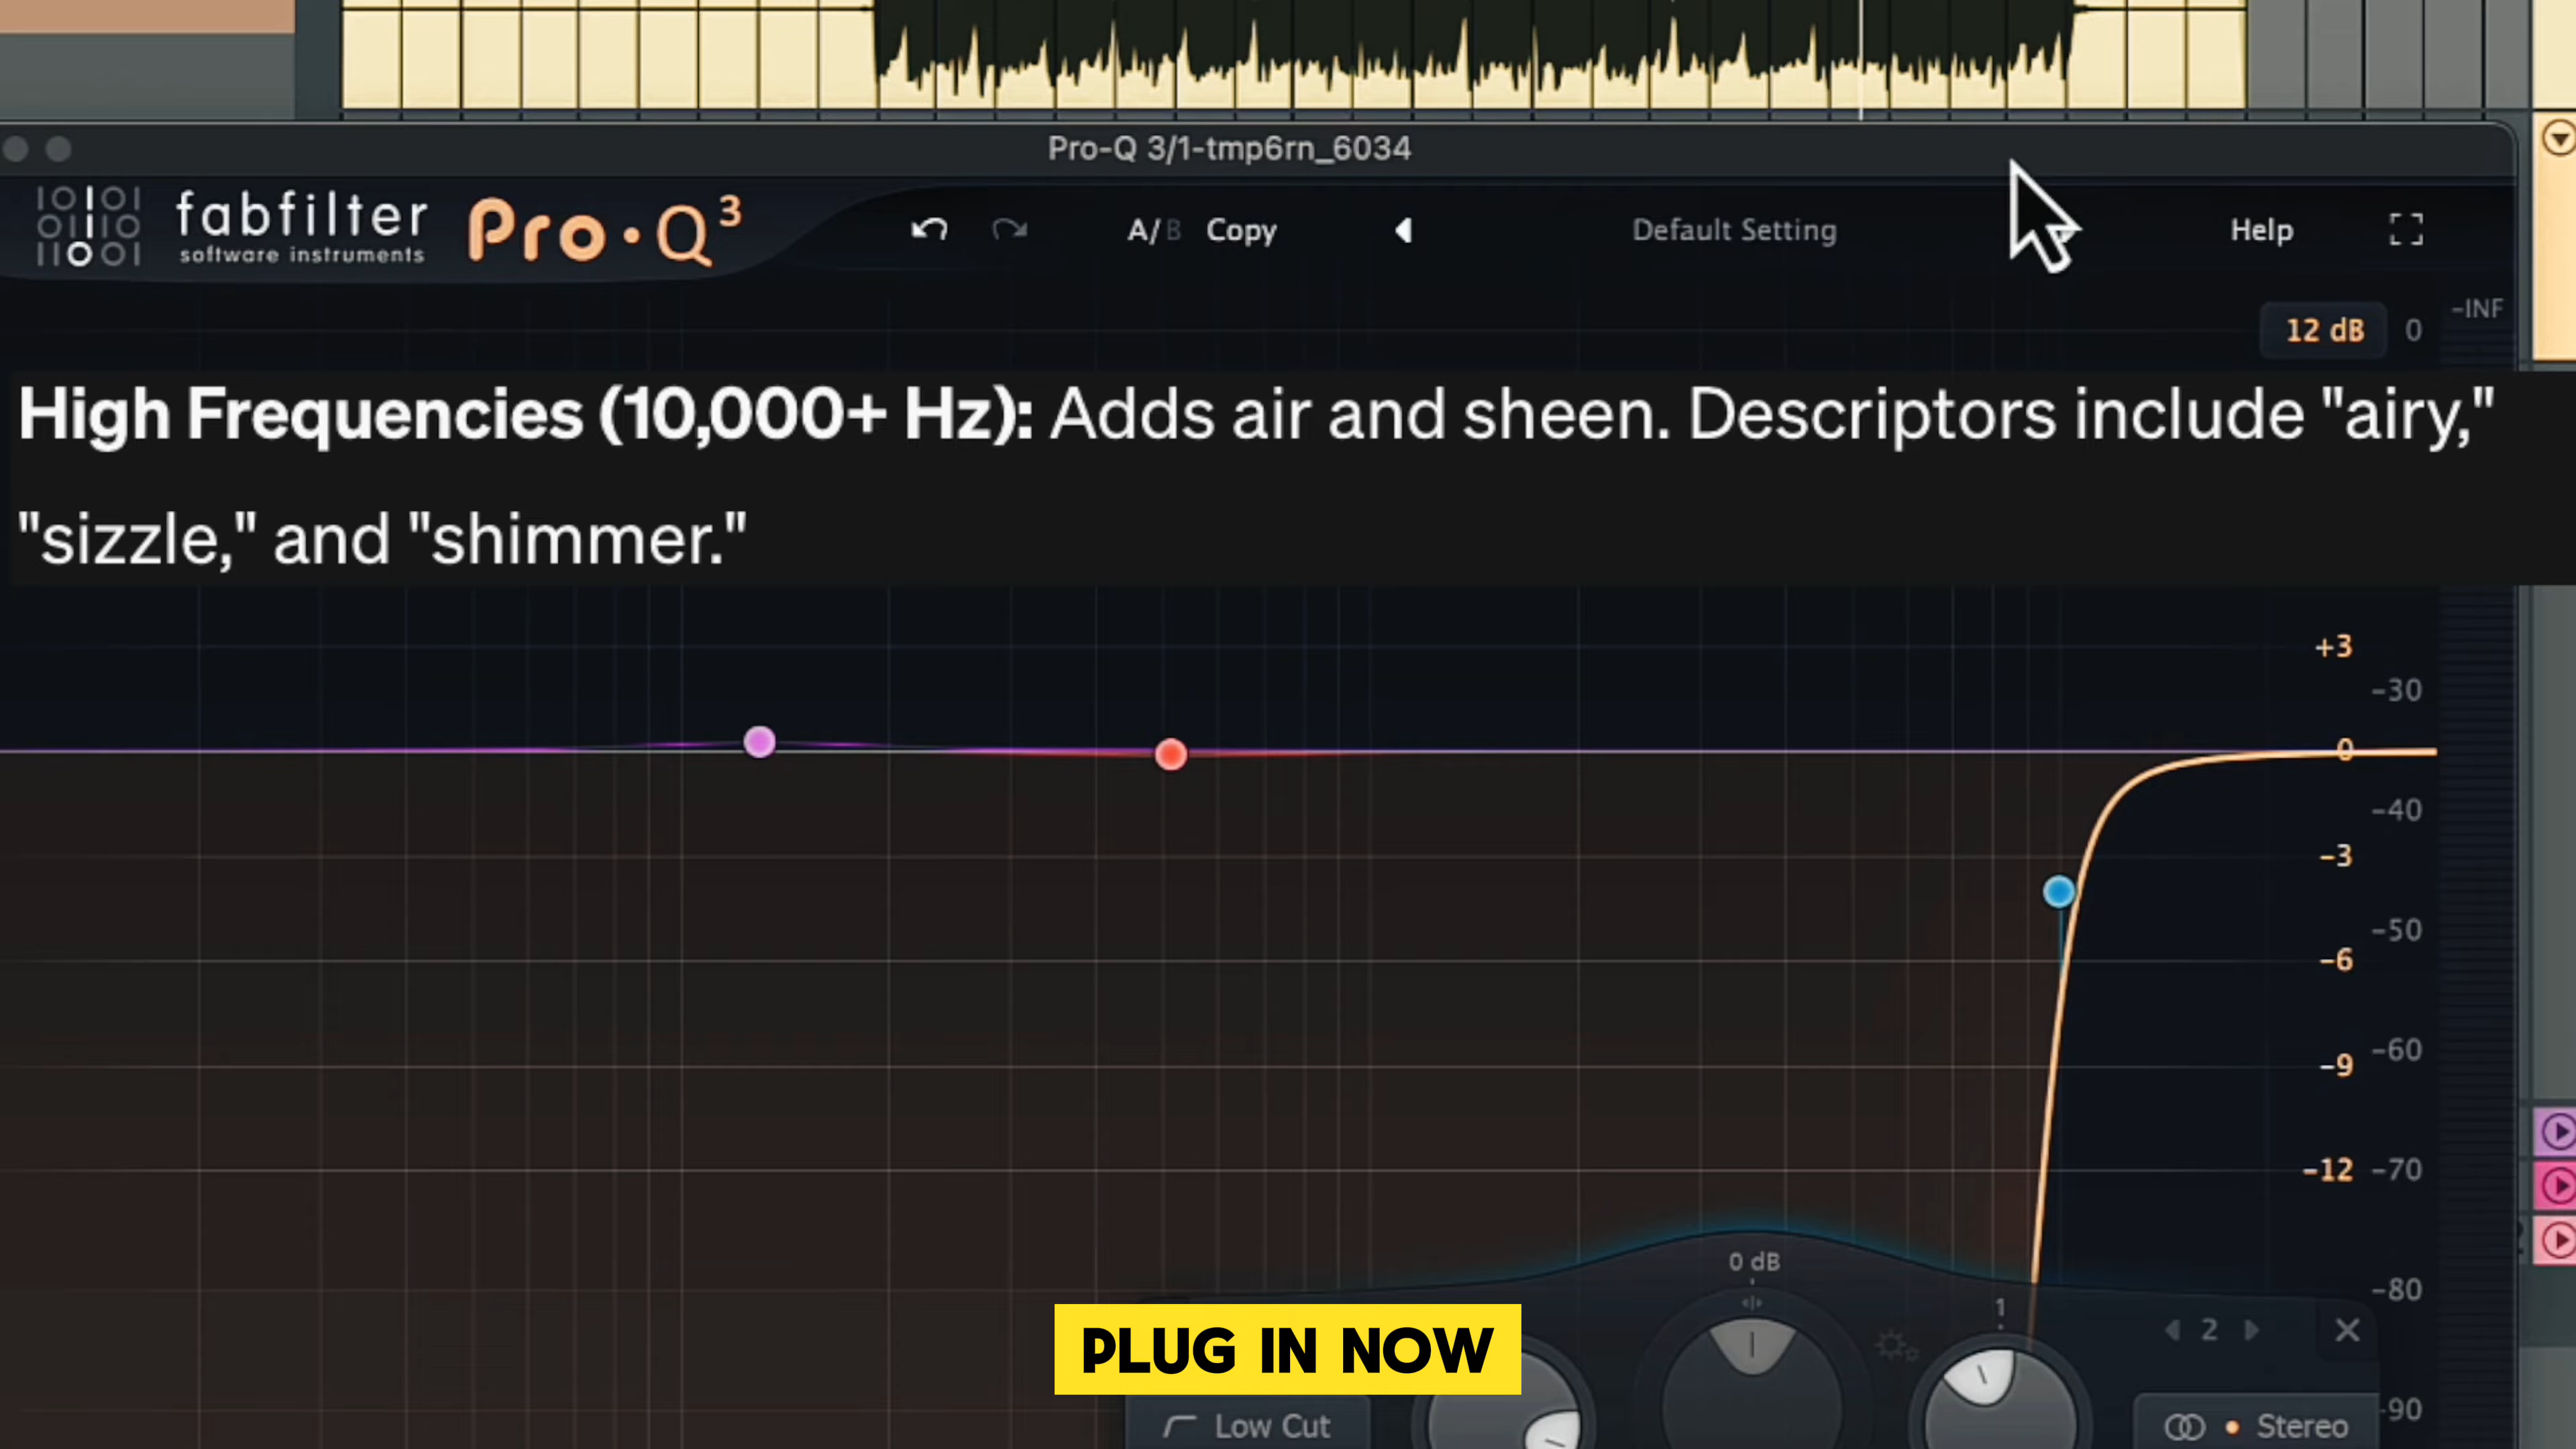 Pro-Q 3/1-tmp6rn_6034
fabfilter
software instruments
Pro·Q3
A/B Copy
Default Setting
Help
12 dB 0 -INF
High Frequencies (10,000+ Hz): Adds air and sheen. Descriptors include "airy,"
"sizzle," and "shimmer."
+3
-30
0
-40
-3
-50
-6
-60
-9
-12 -70
0 dB
-80
1
2
PLUG IN NOW
Low Cut
Stereo
-90